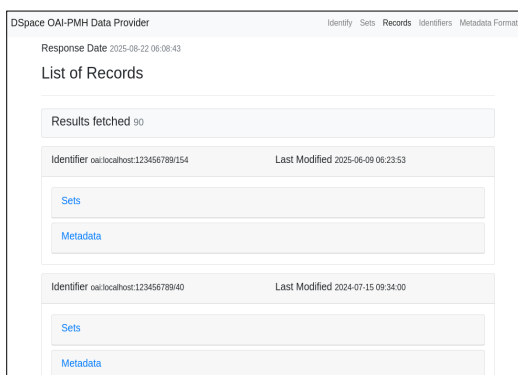 DSpace OAI-PMH Data Provider Identify Sets Records Identifiers Metadata Format
Response Date 2025-08-22 06:08:43
List of Records
Results fetched 90
Identifier oai:localhost:123456789/154 Last Modified 2025-06-09 06:23:53
Sets
Metadata
Identifier oai:localhost:123456789/40 Last Modified 2024-07-15 09:34:00
Sets
Metadata